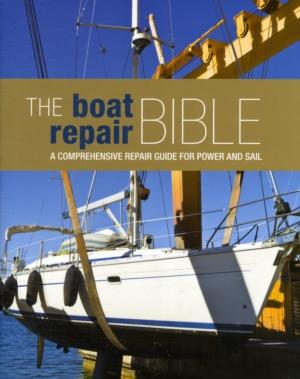 THE boat
repair BIBLE
A COMPREHENSIVE REPAIR GUIDE FOR POWER AND SAIL